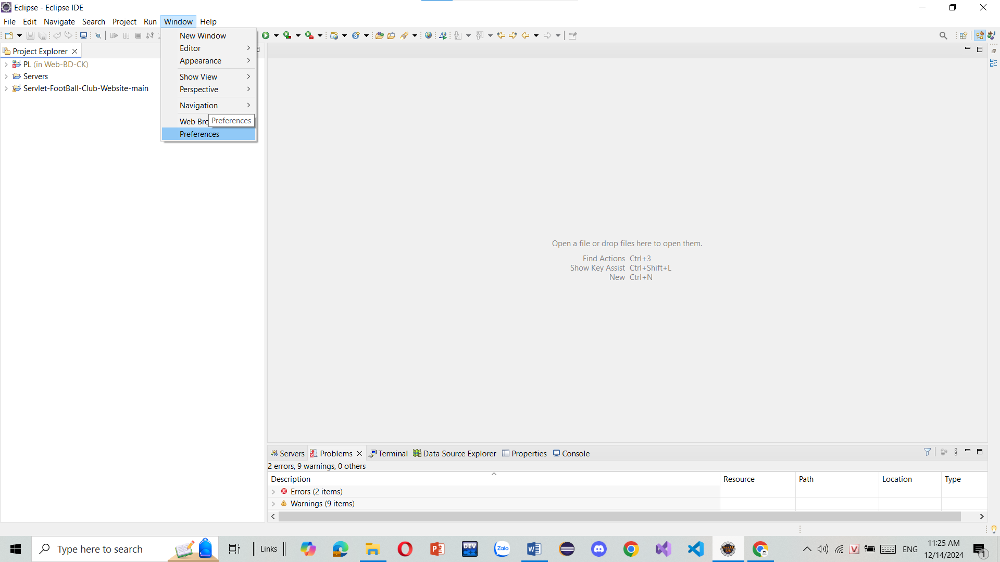 Eclipse - Eclipse IDE
File Edit Navigate Search Project Run Window Help
New Window
Editor
Appearance
Show View
Perspective
Navigation
Web Bro
Preferences
Preferences
Project Explorer
PL (in Web-BD-CK)
Servers
Servlet-FootBall-Club-Website-main
Open a file or drop files here to open them.
Find Actions Ctrl+3
Show Key Assist Ctrl+Shift+L
New Ctrl+N
Servers Problems Terminal Data Source Explorer Properties Console
2 errors, 9 warnings, 0 others
Description Resource Path Location Type
Errors (2 items)
Warnings (9 items)
Type here to search
Links
DEV C++
Zalo
ENG
11:25 AM
12/14/2024
1